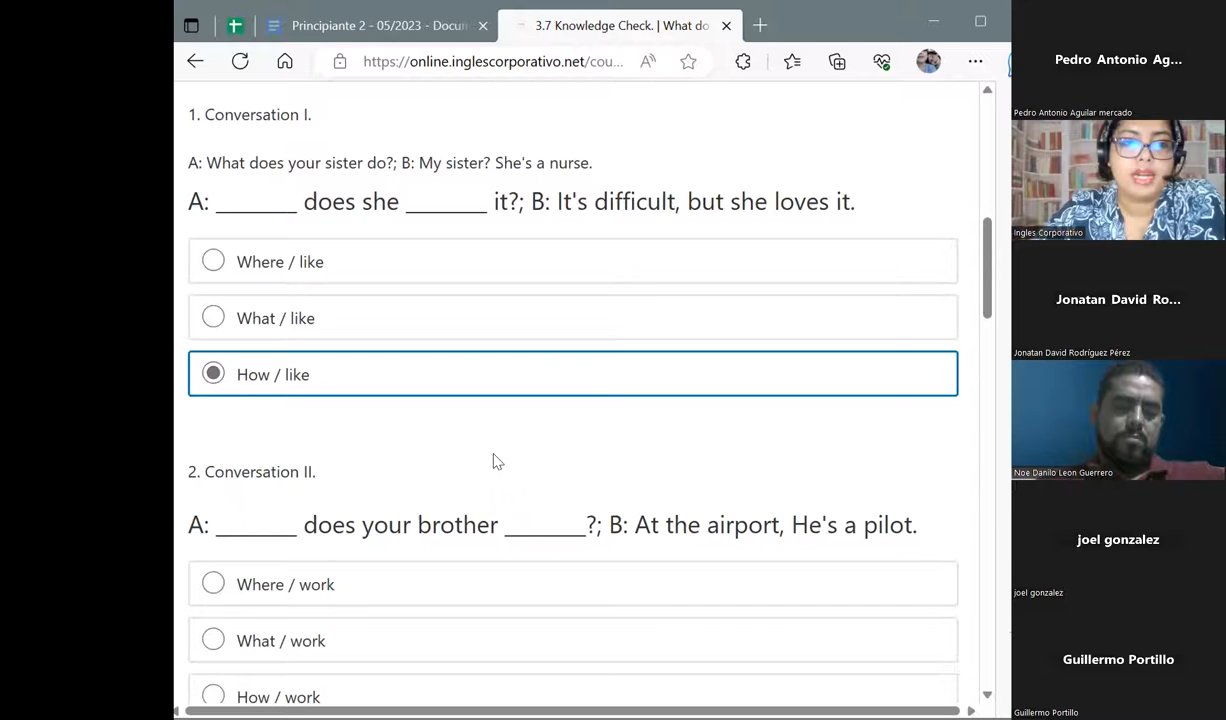 Principiante 2 - 05/2023 - Docun
3.7 Knowledge Check. | What do
https://online.inglescorporativo.net/cou...
1. Conversation I.
A: What does your sister do?; B: My sister? She's a nurse.
A: ________ does she ________ it?; B: It's difficult, but she loves it.
Where / like
What / like
How / like
2. Conversation II.
A: ________ does your brother ________?; B: At the airport, He's a pilot.
Where / work
What / work
How / work
Pedro Antonio Ag...
Pedro Antonio Aguilar mercado
Ingles Corporativo
Jonatan David Ro...
Jonatan David Rodríguez Pérez
Noe Danilo Leon Guerrero
joel gonzalez
joel gonzalez
Guillermo Portillo
Guillermo Portillo